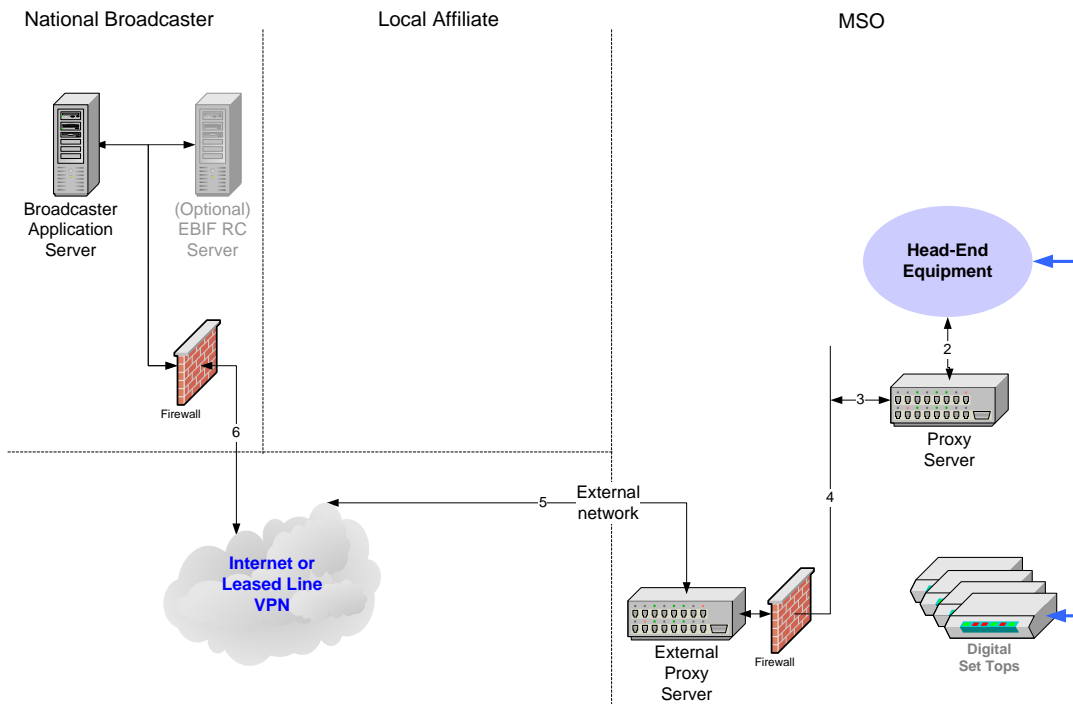 National Broadcaster
Local Affiliate
MSO
Broadcaster
Application
Server
(Optional)
EBIF RC
Server
Head-End
Equipment
2
Firewall
3
Proxy
Server
6
4
5
External
network
Internet or
Leased Line
VPN
External
Proxy
Server
Firewall
Digital
Set Tops